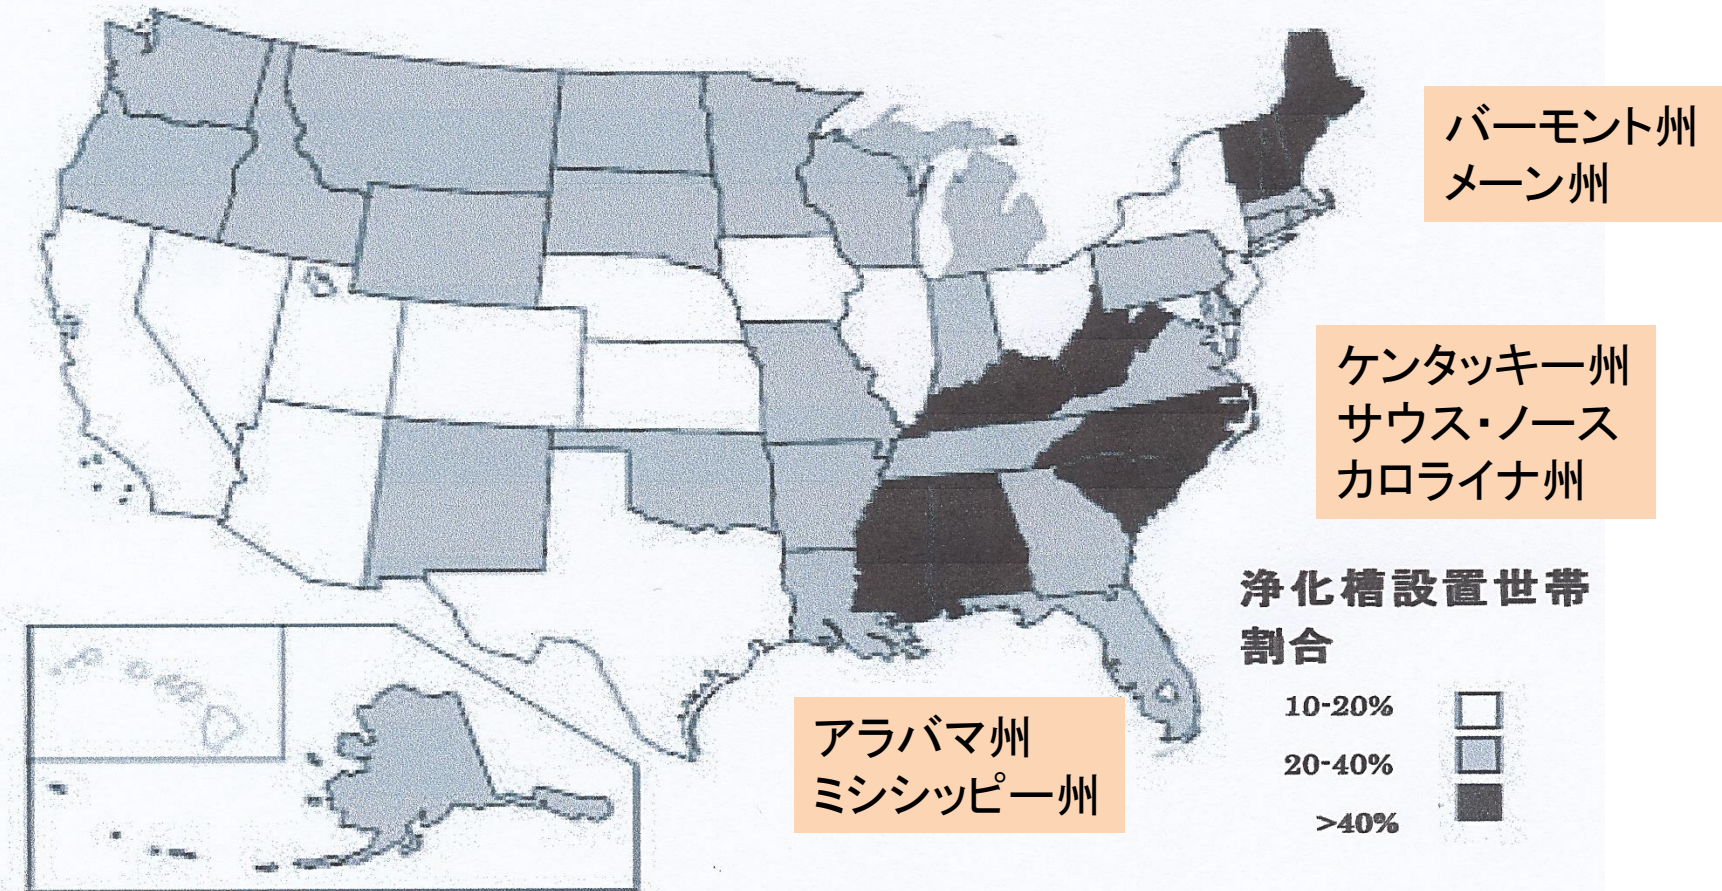 バーモント州
メーン州
ケンタッキー州
サウス・ノース
カロライナ州
浄化槽設置世帯
割合
10-20%
20-40%
>40%
アラバマ州
ミシシッピー州